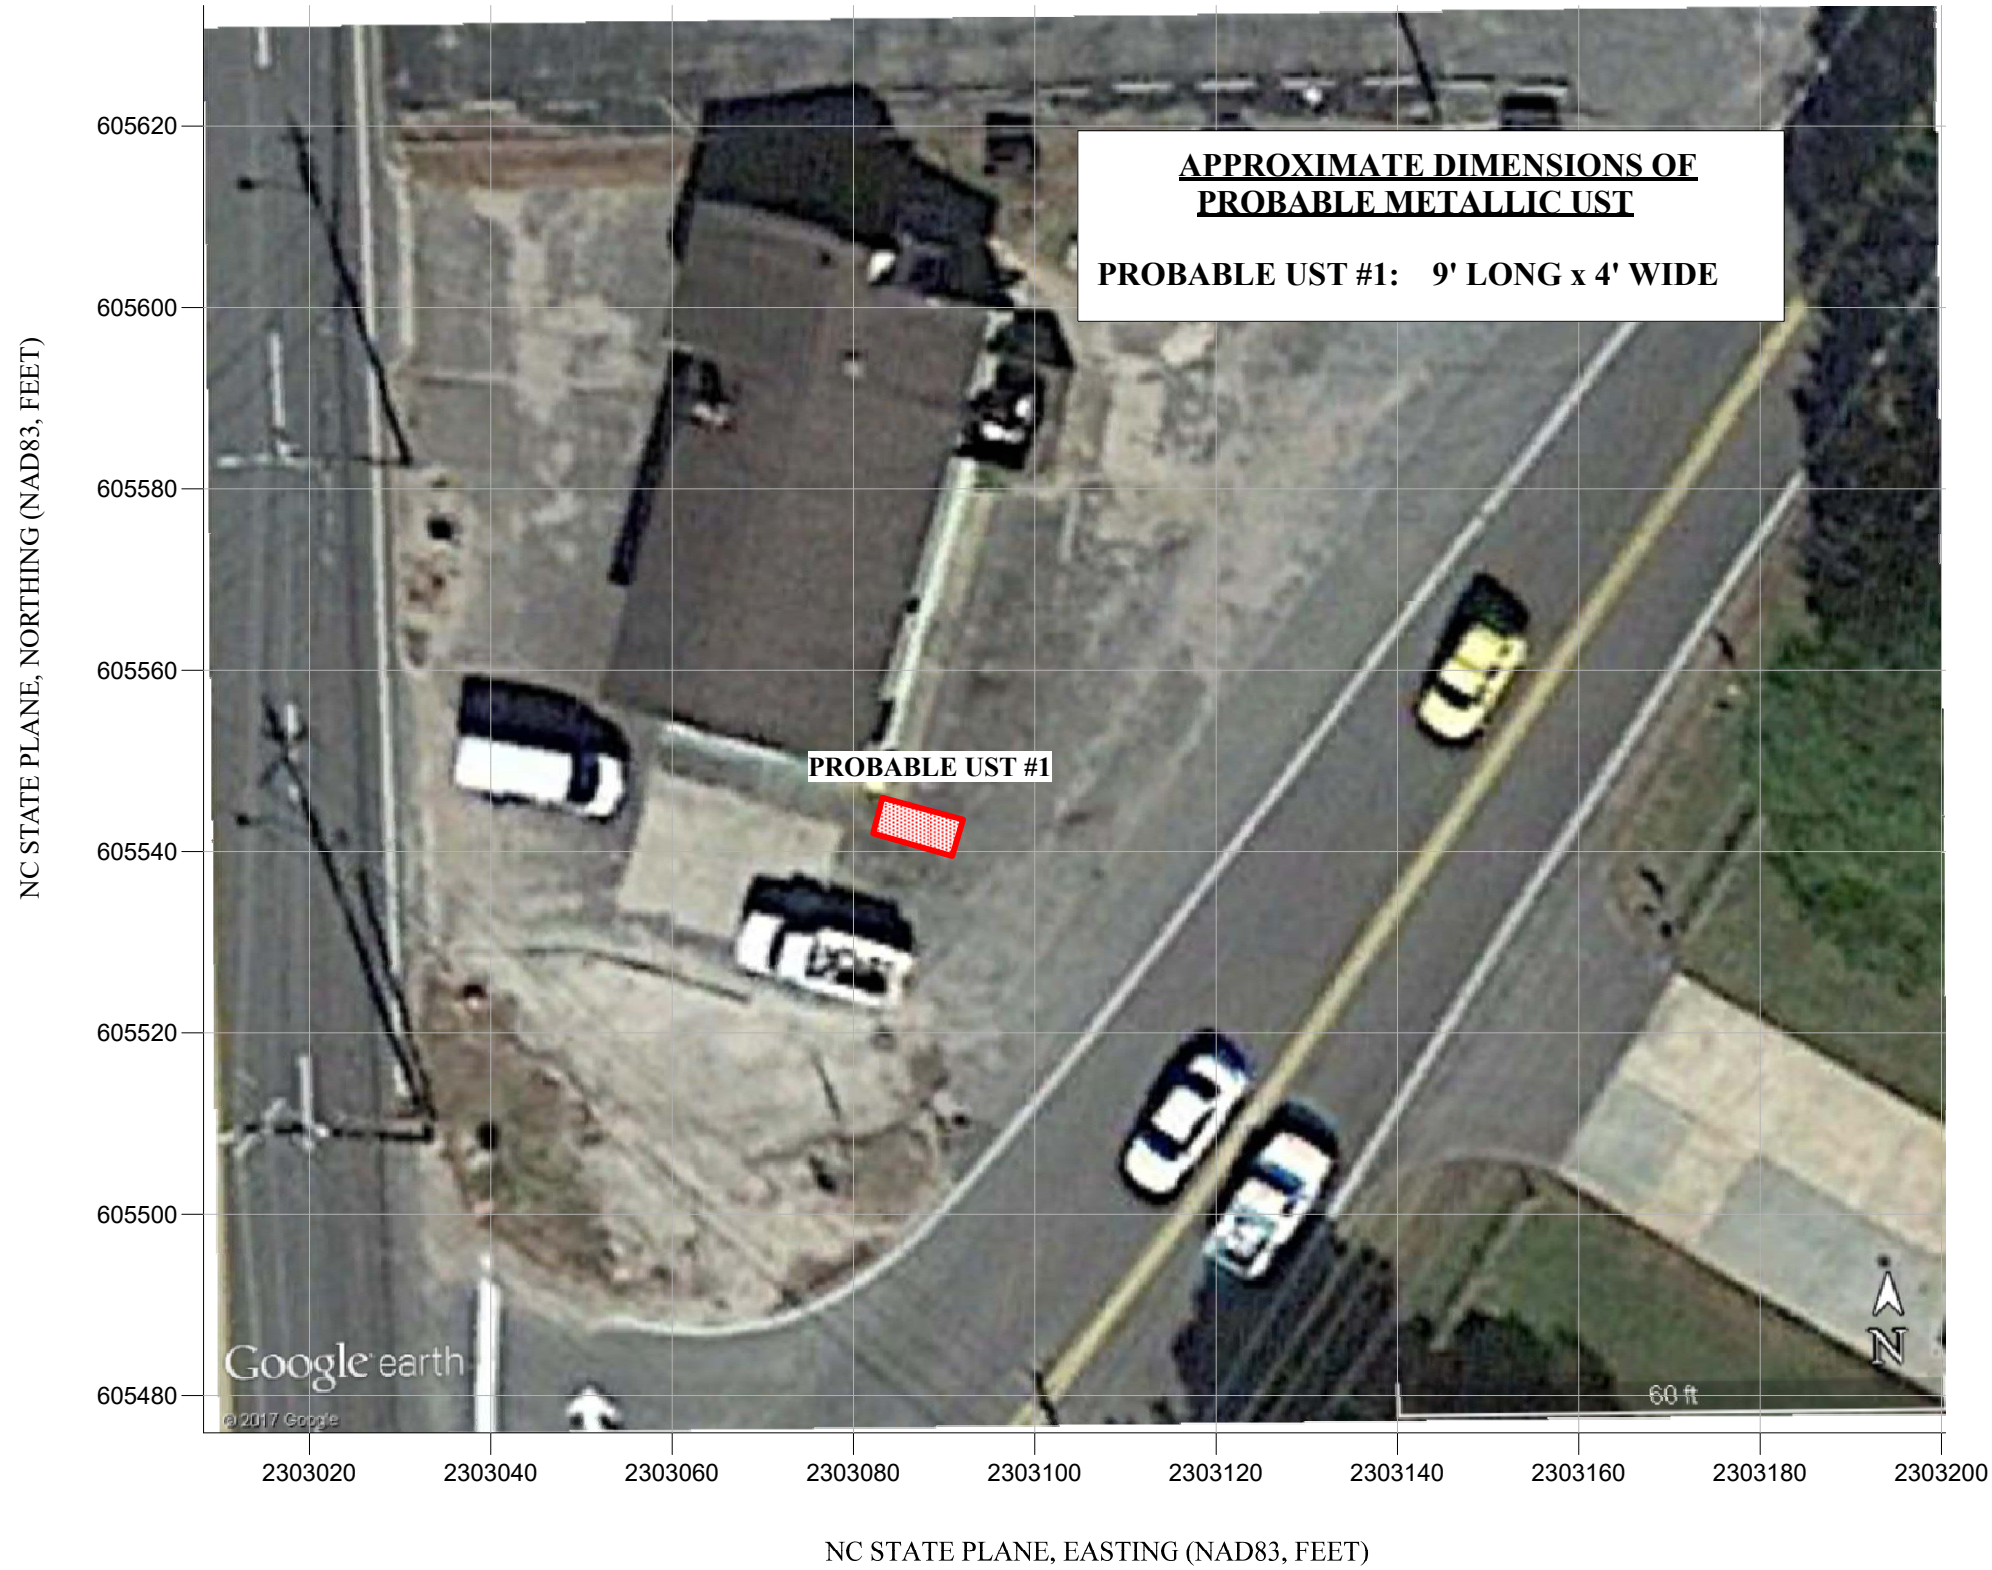 605620
605600
605580
605560
605540
605520
605500
605480
NC STATE PLANE, NORTHING (NAD83, FEET)
APPROXIMATE DIMENSIONS OF
PROBABLE METALLIC UST
PROBABLE UST #1: 9' LONG x 4' WIDE
PROBABLE UST #1
Google earth
© 2017 Google
N
60 ft
2303020 2303040 2303060 2303080 2303100 2303120 2303140 2303160 2303180 2303200
NC STATE PLANE, EASTING (NAD83, FEET)